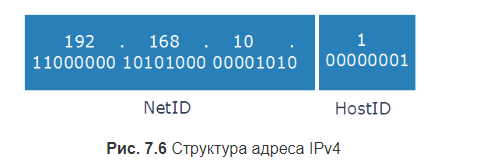 192 . 168 . 10 . 1
11000000 10101000 00001010 00000001
NetID HostID
Рис. 7.6 Структура адреса IPv4